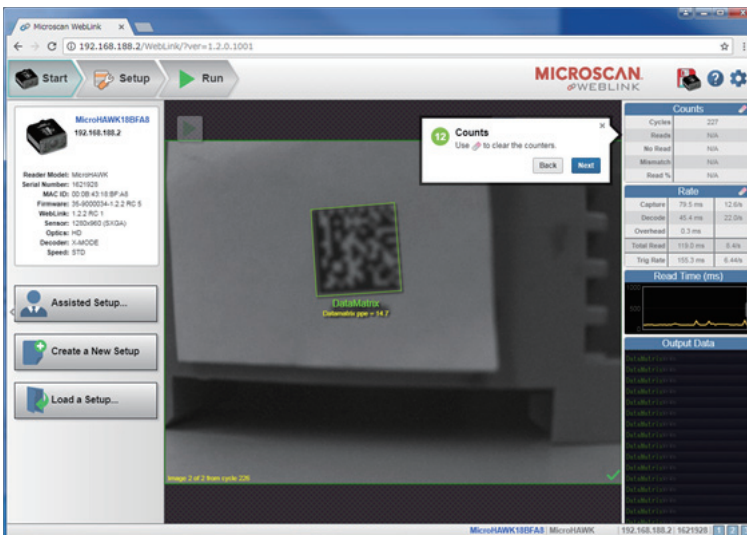 Microscan WebLink
192.168.188.2/WebLink/?ver=1.2.0.1001
Start
Setup
Run
MICROSCAN
WEBLINK
MicroHAWK18BFA8
192.168.188.2
Reader Model: MicroHAWK
Serial Number: 1621928
MAC ID: 00:0B:43:18:BF:A8
Firmware: 35-9000034-1.2.2 RC 5
WebLink: 1.2.2 RC 1
Sensor: 1280x960 (SXGA)
Optics: HD
Decoder: X-MODE
Speed: STD
Assisted Setup...
Create a New Setup
Load a Setup...
DataMatrix
Datamatrix ppe = 14.7
Image 2 of 2 from cycle 226
12 Counts
Use to clear the counters.
Back
Next
Counts
Cycles 227
Reads N/A
No Read N/A
Mismatch N/A
Read % N/A
Rate
Capture 79.5 ms 12.6/s
Decode 45.4 ms 22.0/s
Overhead 0.3 ms
Total Read 119.0 ms 8.4/s
Trig Rate 155.3 ms 6.44/s
Read Time (ms)
1000
500
0
Output Data
MicroHAWK18BFA8 MicroHAWK 192.168.188.2 1621928 1 2 3